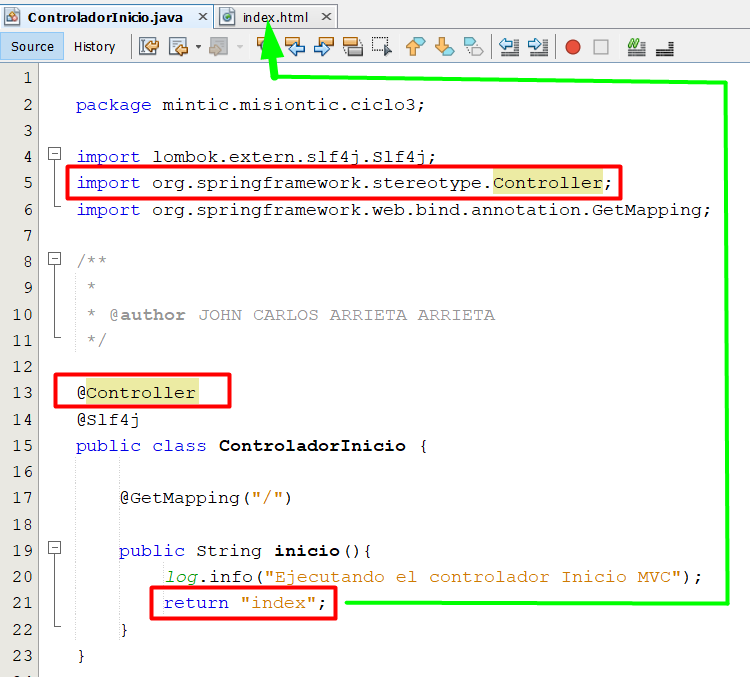 ControladorInicio.java index.html
Source History
1
2 package mintic.misiontic.ciclo3;
3
4 import lombok.extern.slf4j.Slf4j;
5 import org.springframework.stereotype.Controller;
6 import org.springframework.web.bind.annotation.GetMapping;
7
8 /**
9 *
10 * @author JOHN CARLOS ARRIETA ARRIETA
11 */
12
13 @Controller
14 @Slf4j
15 public class ControladorInicio {
16
17 @GetMapping("/")
18
19 public String inicio(){
20 log.info("Ejecutando el controlador Inicio MVC");
21 return "index";
22 }
23 }